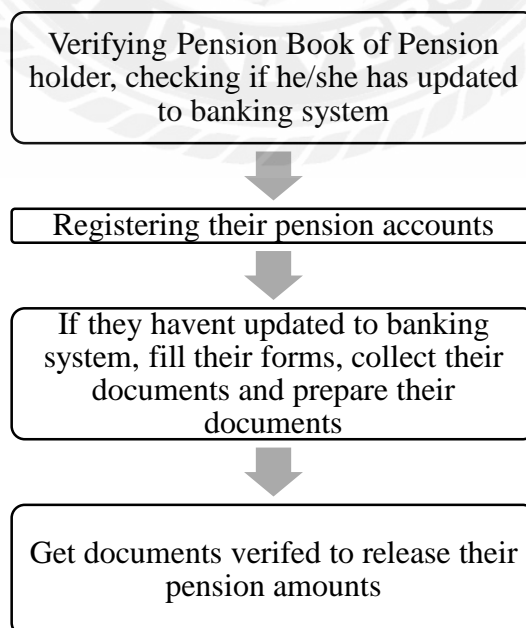 Verifying Pension Book of Pension
holder, checking if he/she has updated
to banking system
Registering their pension accounts
If they havent updated to banking
system, fill their forms, collect their
documents and prepare their
documents
Get documents verifed to release their
pension amounts